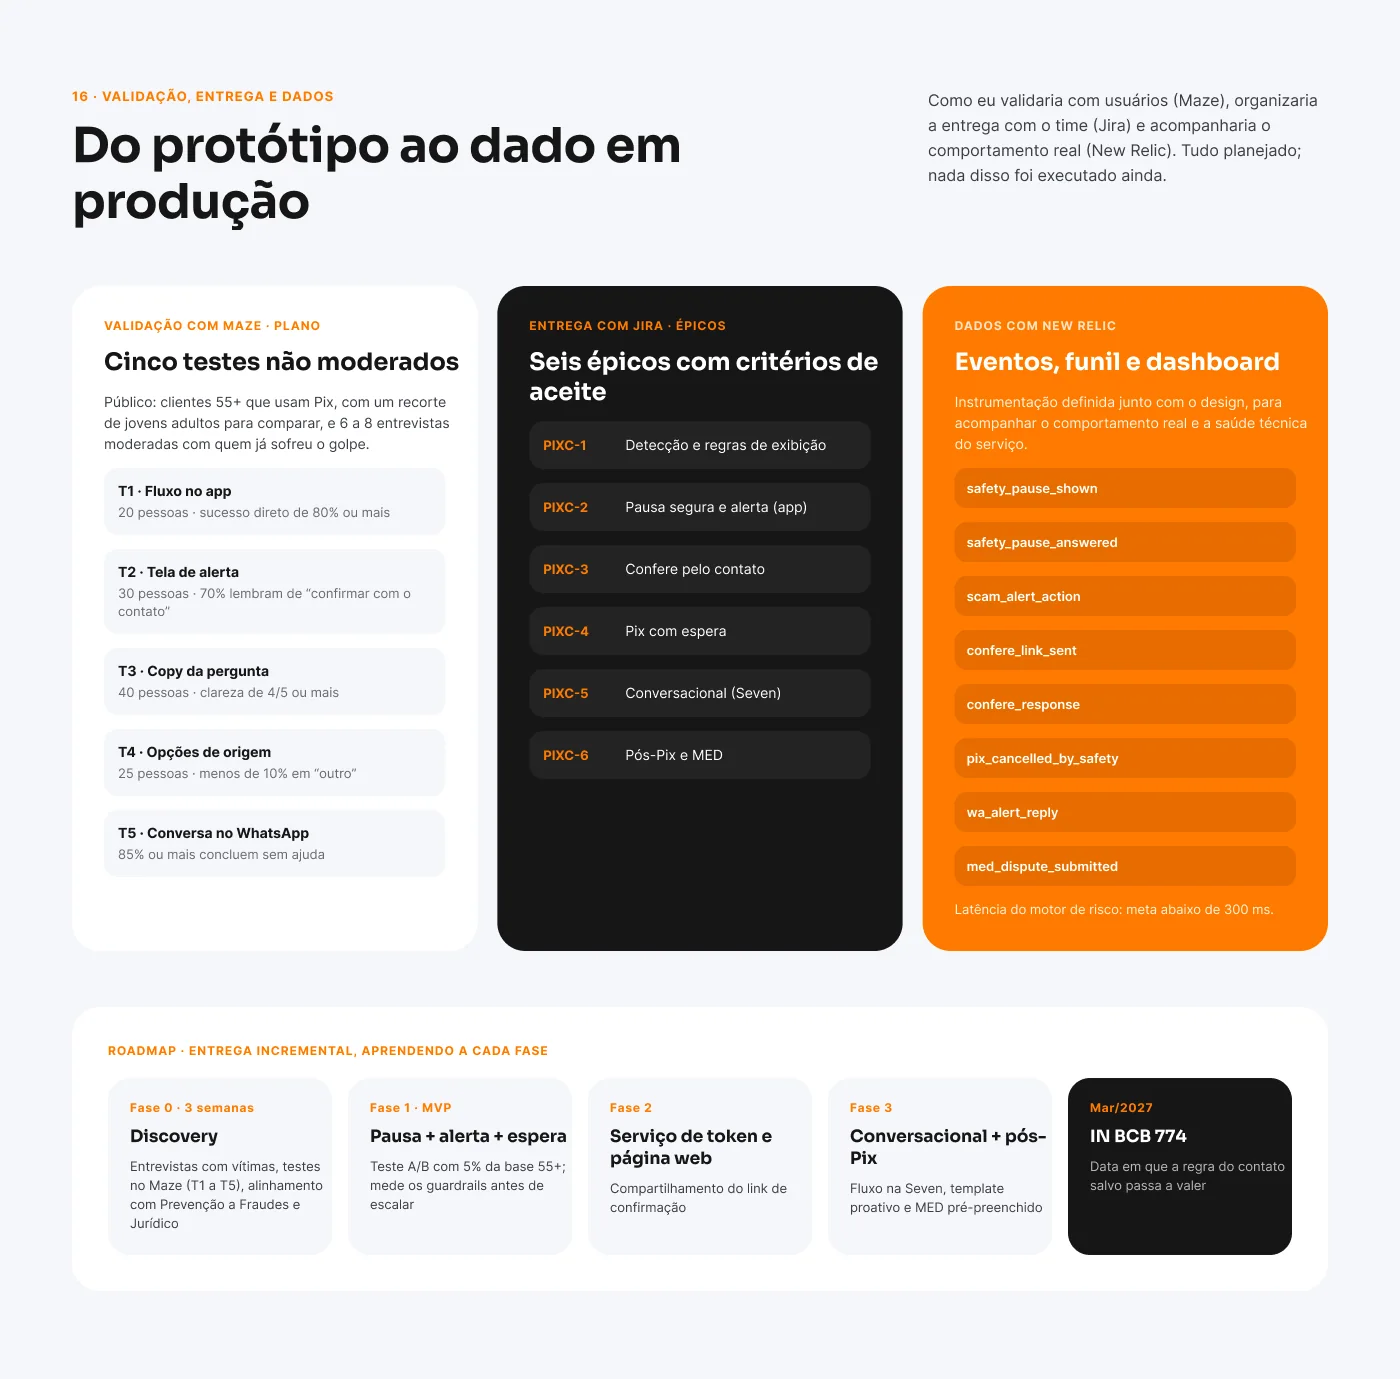 16 · VALIDAÇÃO, ENTREGA E DADOS
Do protótipo ao dado em
produção
Como eu validaria com usuários (Maze), organizaria
a entrega com o time (Jira) e acompanharia o
comportamento real (New Relic). Tudo planejado;
nada disso foi executado ainda.
VALIDAÇÃO COM MAZE · PLANO
Cinco testes não moderados
Público: clientes 55+ que usam Pix, com um recorte
de jovens adultos para comparar, e 6 a 8 entrevistas
moderadas com quem já sofreu o golpe.
T1 · Fluxo no app
20 pessoas · sucesso direto de 80% ou mais
T2 · Tela de alerta
30 pessoas · 70% lembram de “confirmar com o
contato”
T3 · Copy da pergunta
40 pessoas · clareza de 4/5 ou mais
T4 · Opções de origem
25 pessoas · menos de 10% em “outro”
T5 · Conversa no WhatsApp
85% ou mais concluem sem ajuda
ENTREGA COM JIRA · ÉPICOS
Seis épicos com critérios de
aceite
PIXC-1 Detecção e regras de exibição
PIXC-2 Pausa segura e alerta (app)
PIXC-3 Confere pelo contato
PIXC-4 Pix com espera
PIXC-5 Conversacional (Seven)
PIXC-6 Pós-Pix e MED
DADOS COM NEW RELIC
Eventos, funil e dashboard
Instrumentação definida junto com o design, para
acompanhar o comportamento real e a saúde técnica
do serviço.
safety_pause_shown
safety_pause_answered
scam_alert_action
confere_link_sent
confere_response
pix_cancelled_by_safety
wa_alert_reply
med_dispute_submitted
Latência do motor de risco: meta abaixo de 300 ms.
ROADMAP · ENTREGA INCREMENTAL, APRENDENDO A CADA FASE
Fase 0 · 3 semanas
Discovery
Entrevistas com vítimas, testes
no Maze (T1 a T5), alinhamento
com Prevenção a Fraudes e
Jurídico
Fase 1 · MVP
Pausa + alerta + espera
Teste A/B com 5% da base 55+;
mede os guardrails antes de
escalar
Fase 2
Serviço de token e
página web
Compartilhamento do link de
confirmação
Fase 3
Conversacional + pós-
Pix
Fluxo na Seven, template
proativo e MED pré-preenchido
Mar/2027
IN BCB 774
Data em que a regra do contato
salvo passa a valer